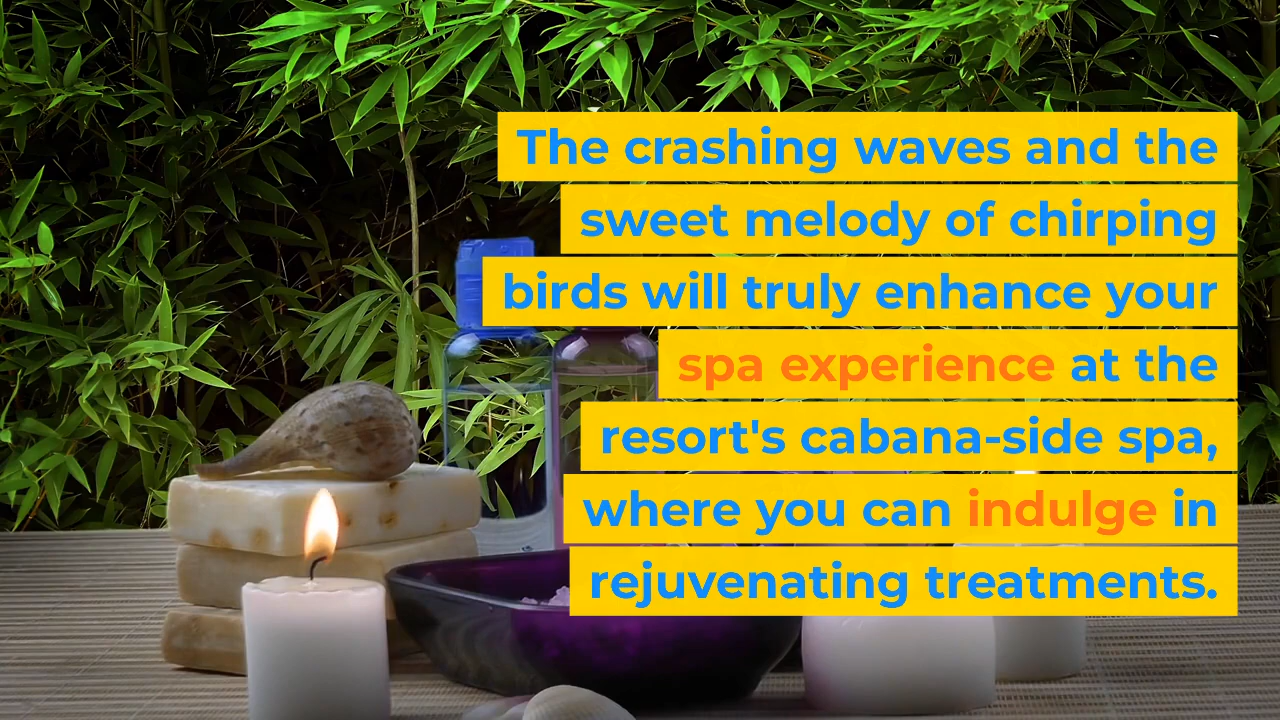 The crashing waves and the
sweet melody of chirping
birds will truly enhance your
spa experience at the
resort's cabana-side spa,
where you can indulge in
rejuvenating treatments.